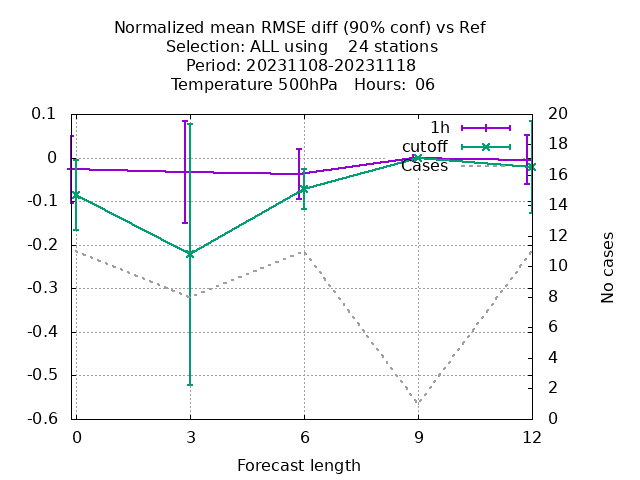 Normalized mean RMSE diff (90% conf) vs Ref
Selection: ALL using    24 stations
Period: 20231108-20231118
Temperature 500hPa   Hours:  06
0.1
0
-0.1
-0.2
-0.3
-0.4
-0.5
-0.6
20
18
16
14
12
10
8
6
4
2
0
1h
cutoff
Cases
No cases
0
3
6
9
12
Forecast length